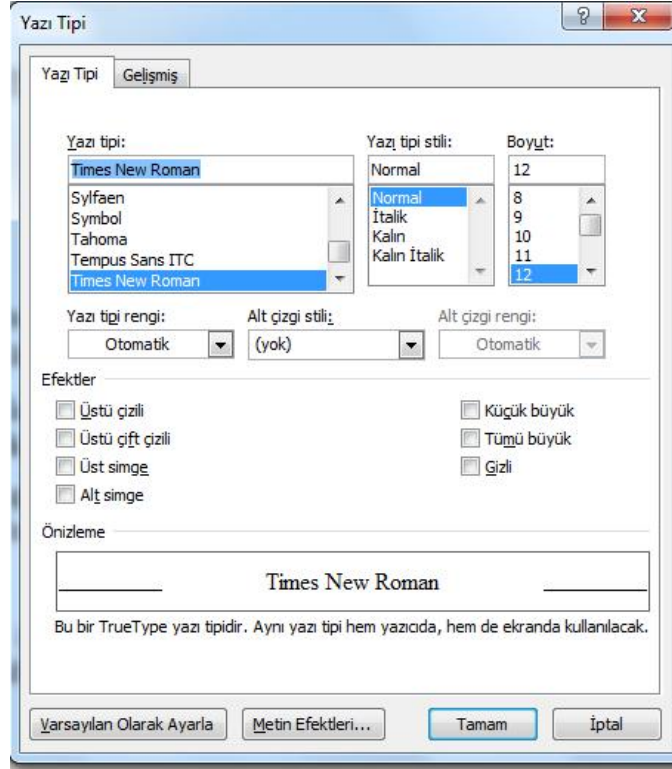 Yazı Tipi
Yazı Tipi Gelişmiş
Yazı tipi: Yazı tipi stili: Boyut:
Times New Roman Normal 12
Sylfaen Normal 8
Symbol İtalik 9
Tahoma Kalın 10
Tempus Sans ITC Kalın İtalik 11
Times New Roman 12
Yazı tipi rengi: Alt çizgi stili: Alt çizgi rengi:
Otomatik (yok) Otomatik
Efektler
Üstü çizili Küçük büyük
Üstü çift çizili Tümü büyük
Üst simge Gizli
Alt simge
Önizleme
Times New Roman
Bu bir TrueType yazı tipidir. Aynı yazı tipi hem yazıcıda, hem de ekranda kullanılacak.
Varsayılan Olarak Ayarla Metin Efektleri... Tamam İptal